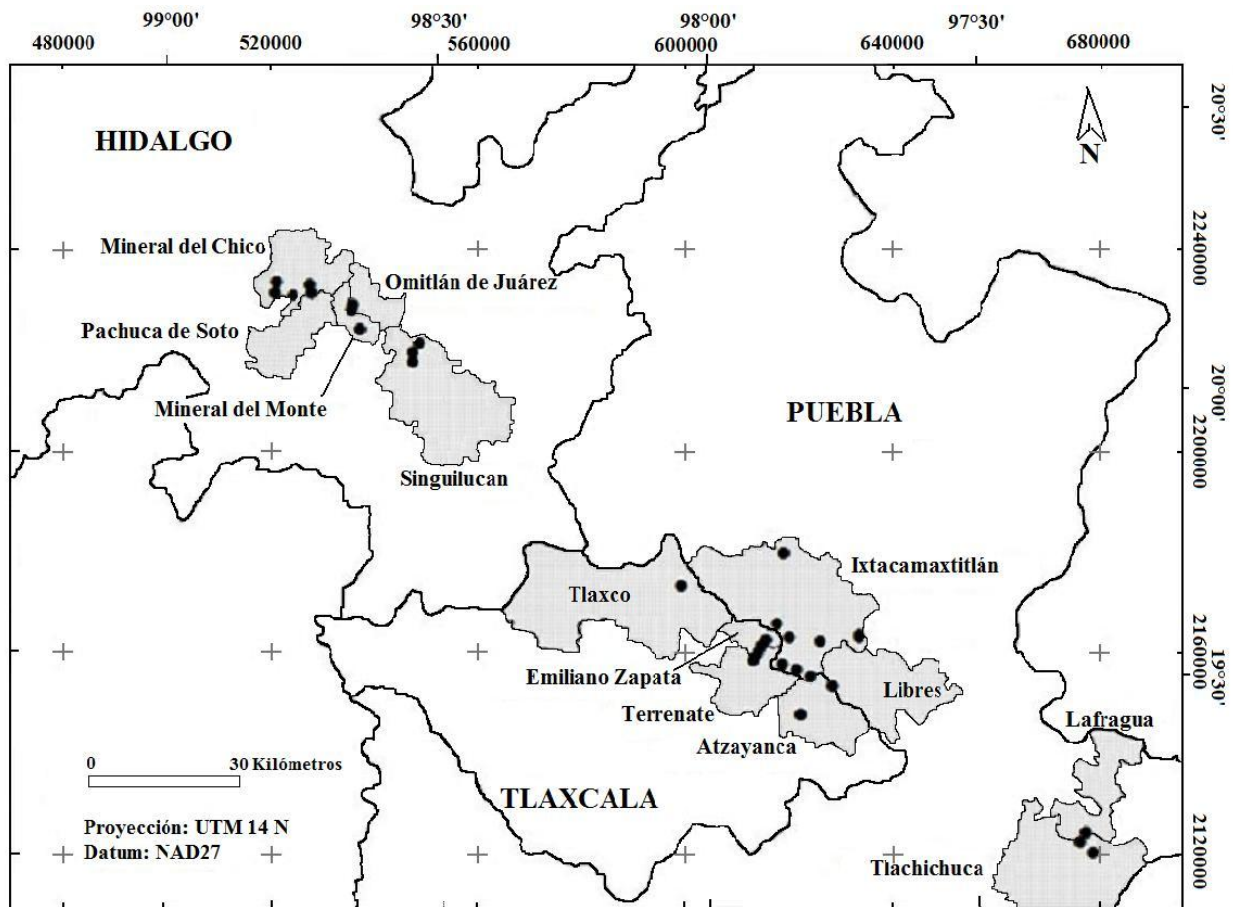 99°00'
98°30'
98°00'
97°30'
480000
520000
560000
600000
640000
680000
20°30'
HIDALGO
N
Mineral del Chico
2240000
Omitlán de Juárez
Pachuca de Soto
20°00'
Mineral del Monte
PUEBLA
2200000
Singuilucan
Ixtacamaxtitlán
Tlaxco
2160000
19°30'
Emiliano Zapata
Libres
Terrenate
Lafragua
Atzayanca
0 30 Kilómetros
TLAXCALA
Proyección: UTM 14 N
Datum: NAD27
2120000
Tlachichuca